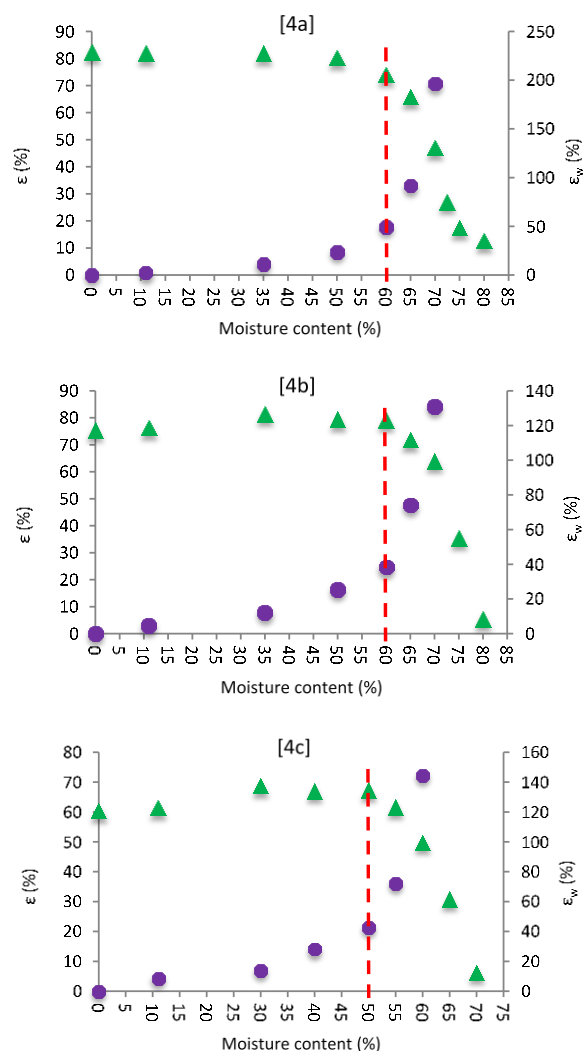 [4a]
90 80 70 60 50 40 30 20 10 0
ε (%)
250 200 150 100 50 0
ε_w (%)
0 5 10 15 20 25 30 35 40 45 50 55 60 65 70 75 80 85
Moisture content (%)
[4b]
90 80 70 60 50 40 30 20 10 0
ε (%)
140 120 100 80 60 40 20 0
ε_w (%)
0 5 10 15 20 25 30 35 40 45 50 55 60 65 70 75 80 85
Moisture content (%)
[4c]
80 70 60 50 40 30 20 10 0
ε (%)
160 140 120 100 80 60 40 20 0
ε_w (%)
0 5 10 15 20 25 30 35 40 45 50 55 60 65 70 75
Moisture content (%)